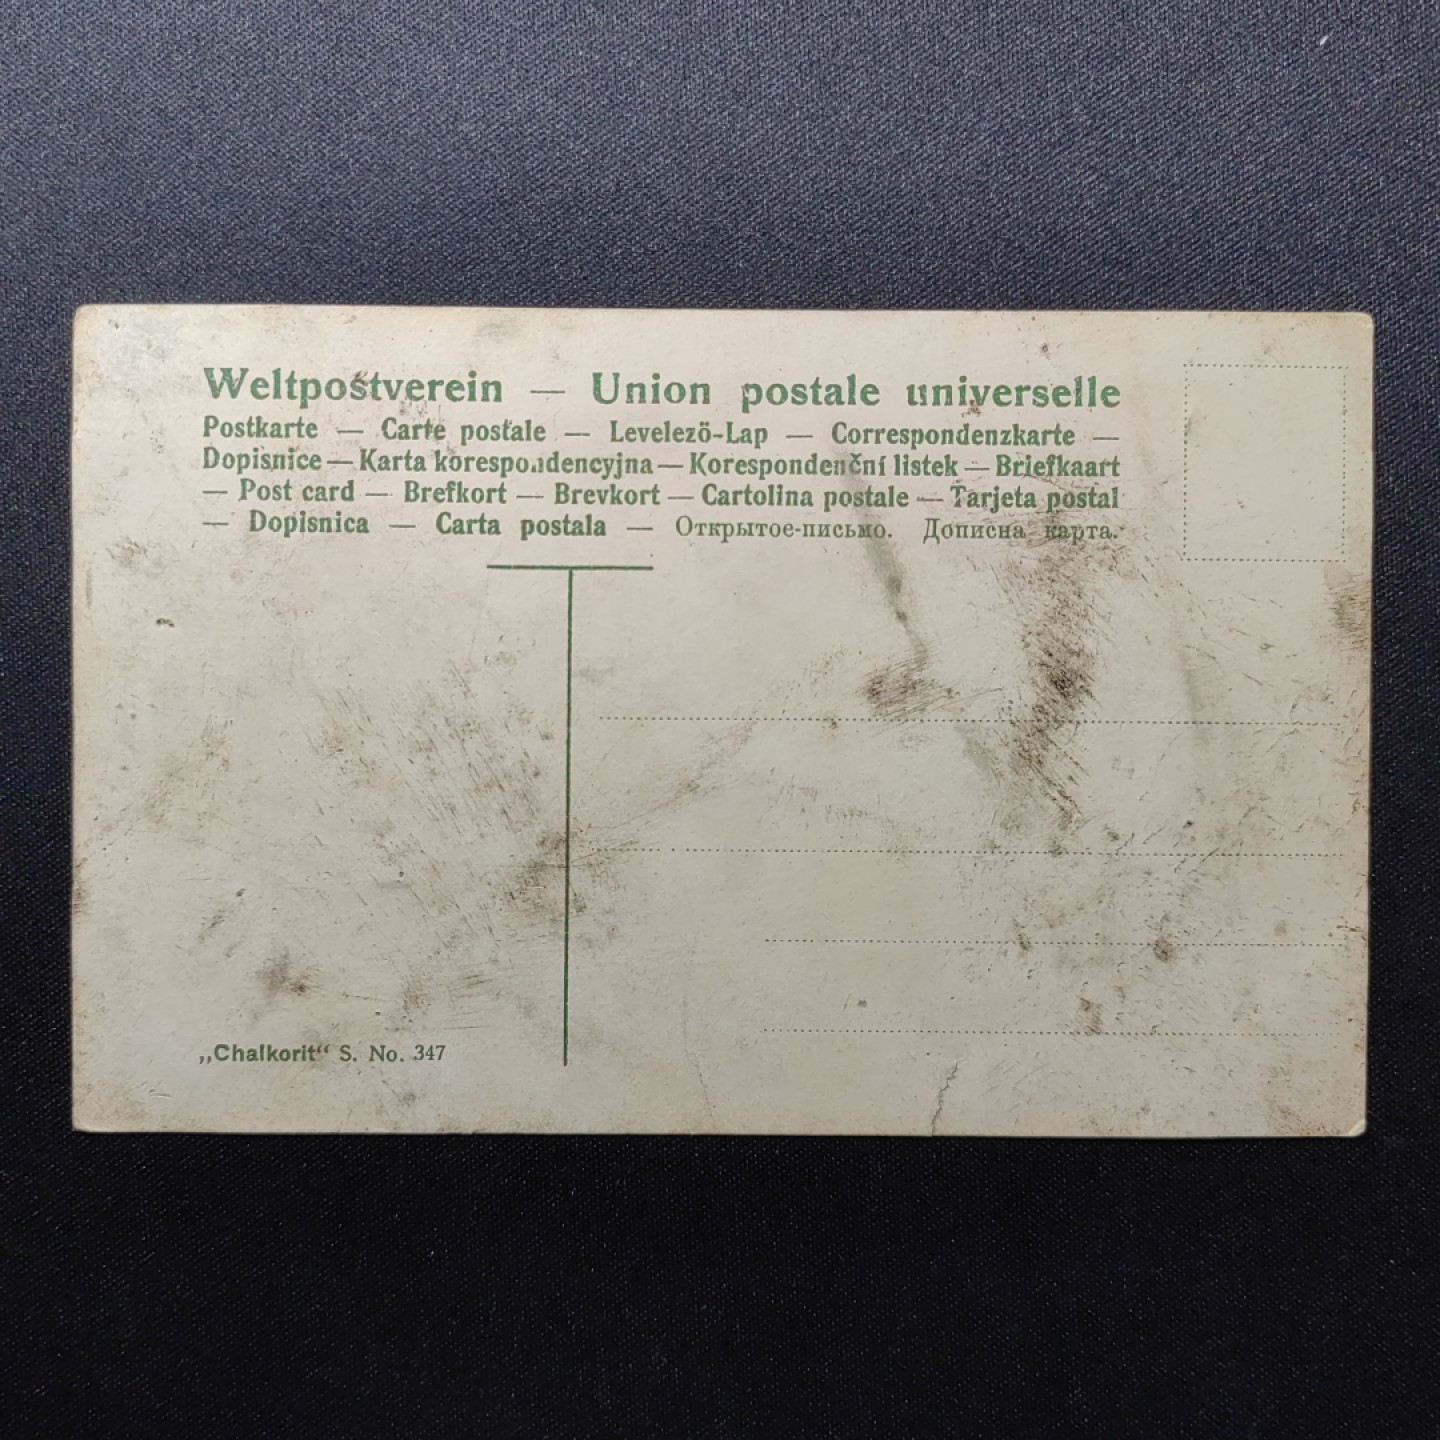 Weltpostverein — Union postale universelle
Postkarte — Carte postale — Levelező-Lap — Correspondenzkarte —
Dopisnice — Karta korespondencyjna — Korespondenční listek — Briefkaart
— Post card — Brefkort — Brevkort — Cartolina postale — Tarjeta postal
— Dopisnica — Carta postala — Открытое-письмо. Дописна карта.
„Chalkorit“ S. No. 347